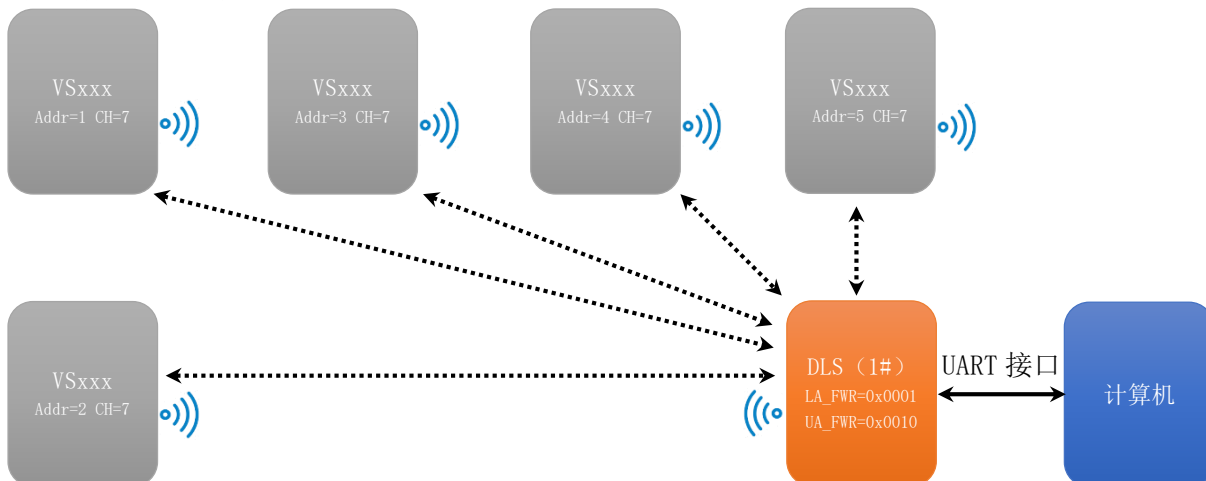 VSxxx
Addr=1 CH=7
VSxxx
Addr=3 CH=7
VSxxx
Addr=4 CH=7
VSxxx
Addr=5 CH=7
VSxxx
Addr=2 CH=7
DLS（1#）
LA_FWR=0x0001
UA_FWR=0x0010
UART 接口
计算机